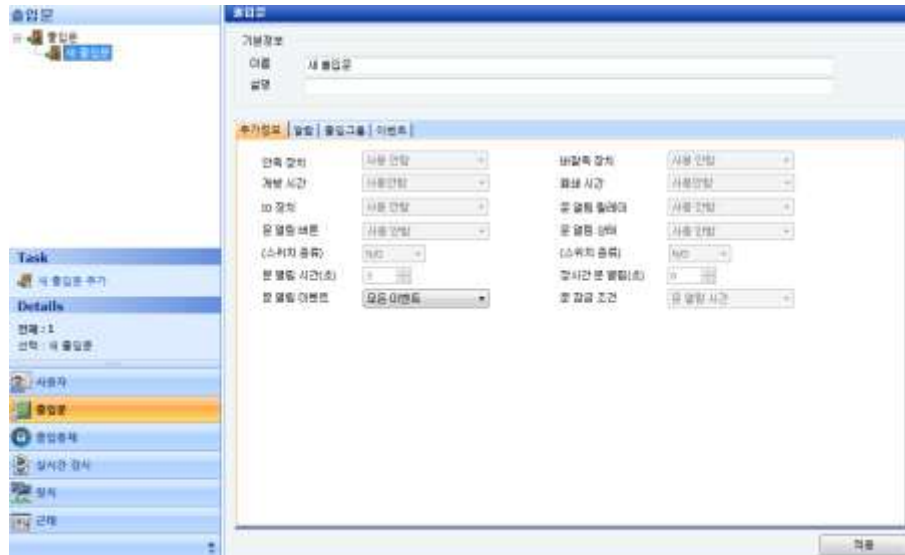 출입문
출입문
새 출입문
Task
새 출입문 추가
Details
전체 : 1
선택 : 새 출입문
사용자
출입문
출입통제
실시간 감시
장치
근태
출입문
기본정보
이름 새 출입문
설명
추가정보 알람 출입그룹 이벤트
안쪽 장치 사용 안함 바깥쪽 장치 사용 안함
개방 시간 사용안함 폐쇄 시간 사용안함
IO 장치 사용 안함 문 열림 릴레이 사용 안함
문 열림 버튼 사용 안함 문 열림 상태 사용 안함
(스위치 종류) N/O (스위치 종류) N/O
문 열림 시간(초) 장시간 문 열림(초)
문 열림 이벤트 모든 이벤트 문 잠금 조건 문 열림 시간
적용